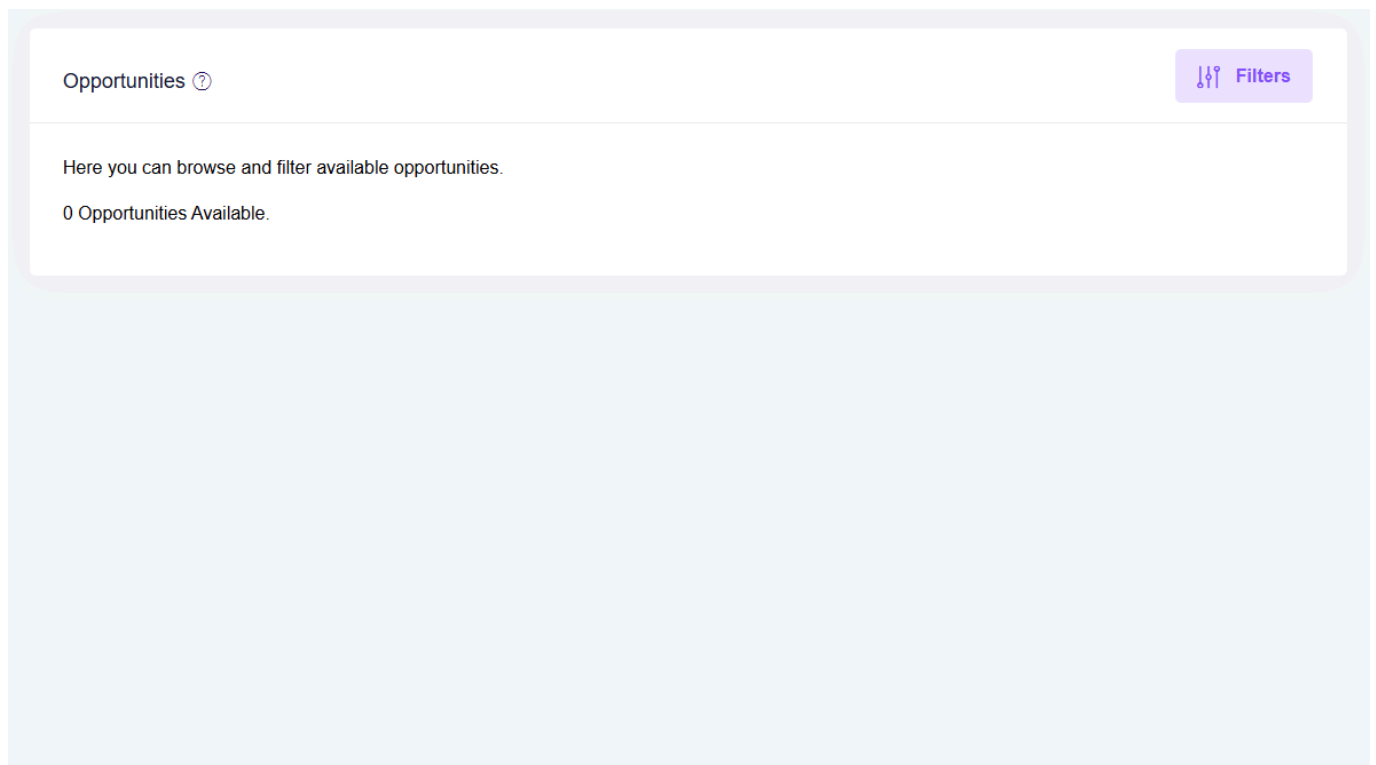 Opportunities ?
Filters
Here you can browse and filter available opportunities.
0 Opportunities Available.